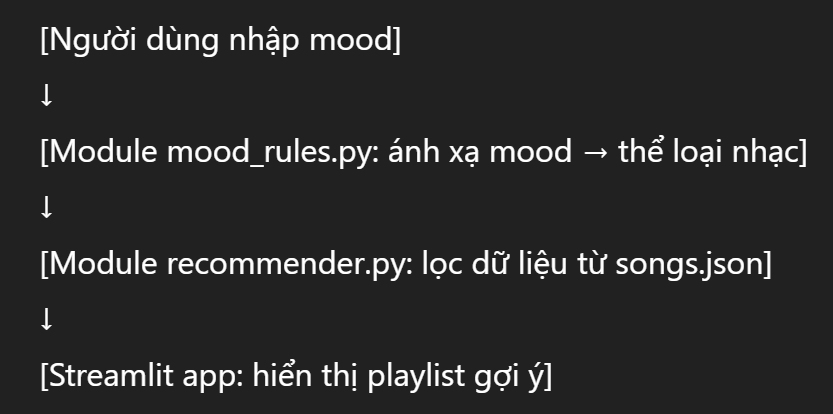 [Người dùng nhập mood]
↓
[Module mood_rules.py: ánh xạ mood → thể loại nhạc]
↓
[Module recommender.py: lọc dữ liệu từ songs.json]
↓
[Streamlit app: hiển thị playlist gợi ý]